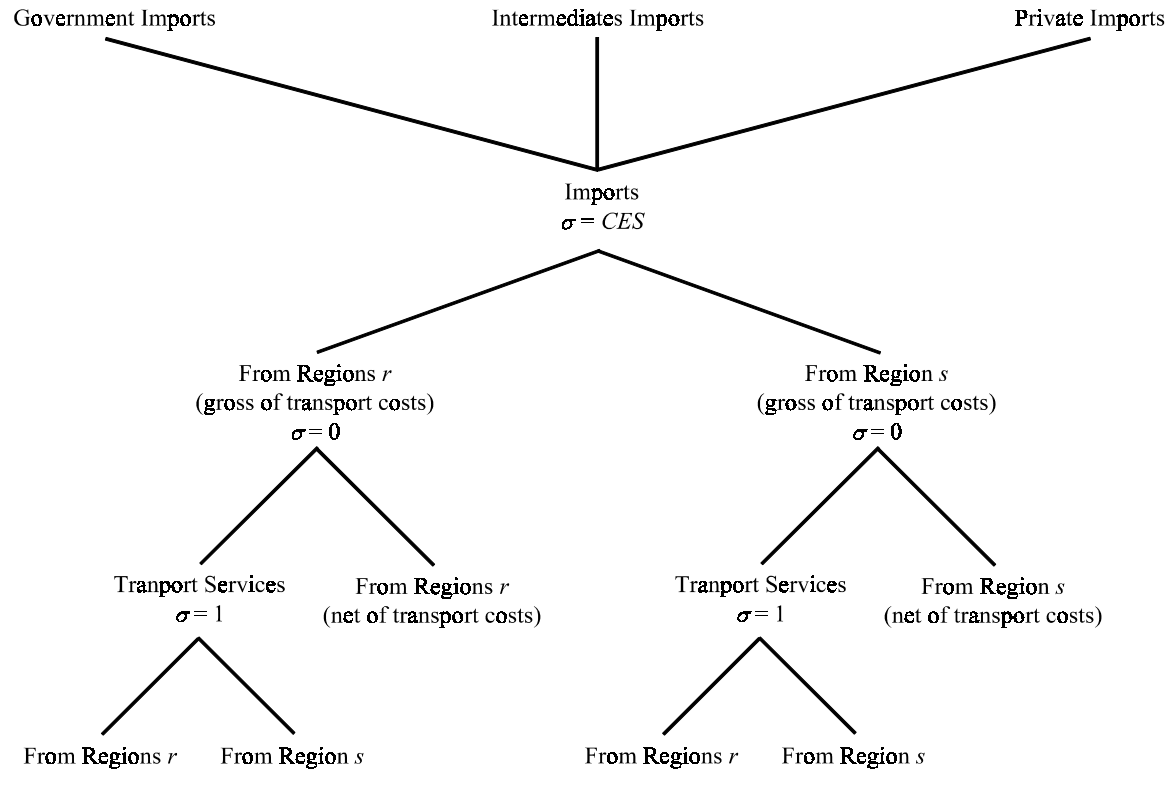 Government Imports
Intermediates Imports
Private Imports
Imports
σ = CES
From Regions r
(gross of transport costs)
σ = 0
From Region s
(gross of transport costs)
σ = 0
Tranport Services
σ = 1
From Regions r
(net of transport costs)
Tranport Services
σ = 1
From Region s
(net of transport costs)
From Regions r
From Region s
From Regions r
From Region s